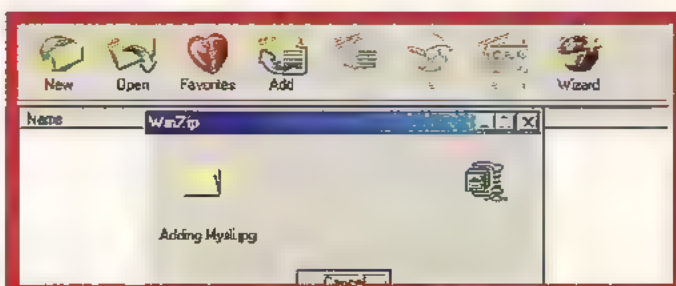 New Open Favorites Add Wizard
Name
WinZip
Adding Mysli.jpg
Cancel